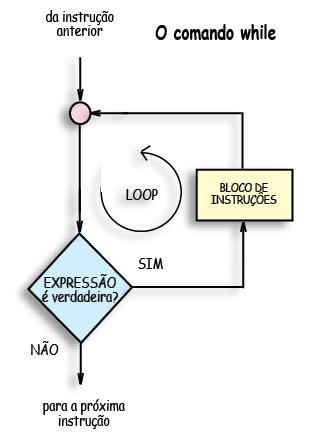 da instrução
anterior
O comando while
LOOP
BLOCO DE
INSTRUÇÕES
SIM
EXPRESSÃO
é verdadeira?
NÃO
para a próxima
instrução